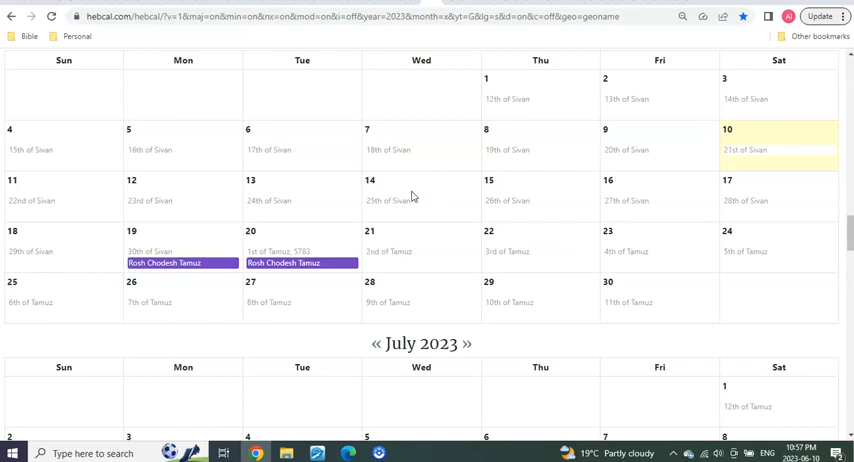 hebcal.com/hebcal/?v=1&maj=on&min=on&nx=on&mod=on&i=off&year=2023&month=x&yt=G&lg=s&d=on&c=off&geo=geoname
AI
Update
Bible
Personal
Other bookmarks
Sun Mon Tue Wed Thu Fri Sat
1 2 3
12th of Sivan 13th of Sivan 14th of Sivan
4 5 6 7 8 9 10
15th of Sivan 16th of Sivan 17th of Sivan 18th of Sivan 19th of Sivan 20th of Sivan 21st of Sivan
11 12 13 14 15 16 17
22nd of Sivan 23rd of Sivan 24th of Sivan 25th of Sivan 26th of Sivan 27th of Sivan 28th of Sivan
18 19 20 21 22 23 24
29th of Sivan 30th of Sivan 1st of Tamuz, 5783 2nd of Tamuz 3rd of Tamuz 4th of Tamuz 5th of Tamuz
Rosh Chodesh Tamuz Rosh Chodesh Tamuz
25 26 27 28 29 30
6th of Tamuz 7th of Tamuz 8th of Tamuz 9th of Tamuz 10th of Tamuz 11th of Tamuz
« July 2023 »
Sun Mon Tue Wed Thu Fri Sat
1
12th of Tamuz
2 3 4 5 6 7 8
Type here to search
19°C Partly cloudy
ENG
10:57 PM
2023-06-10
2